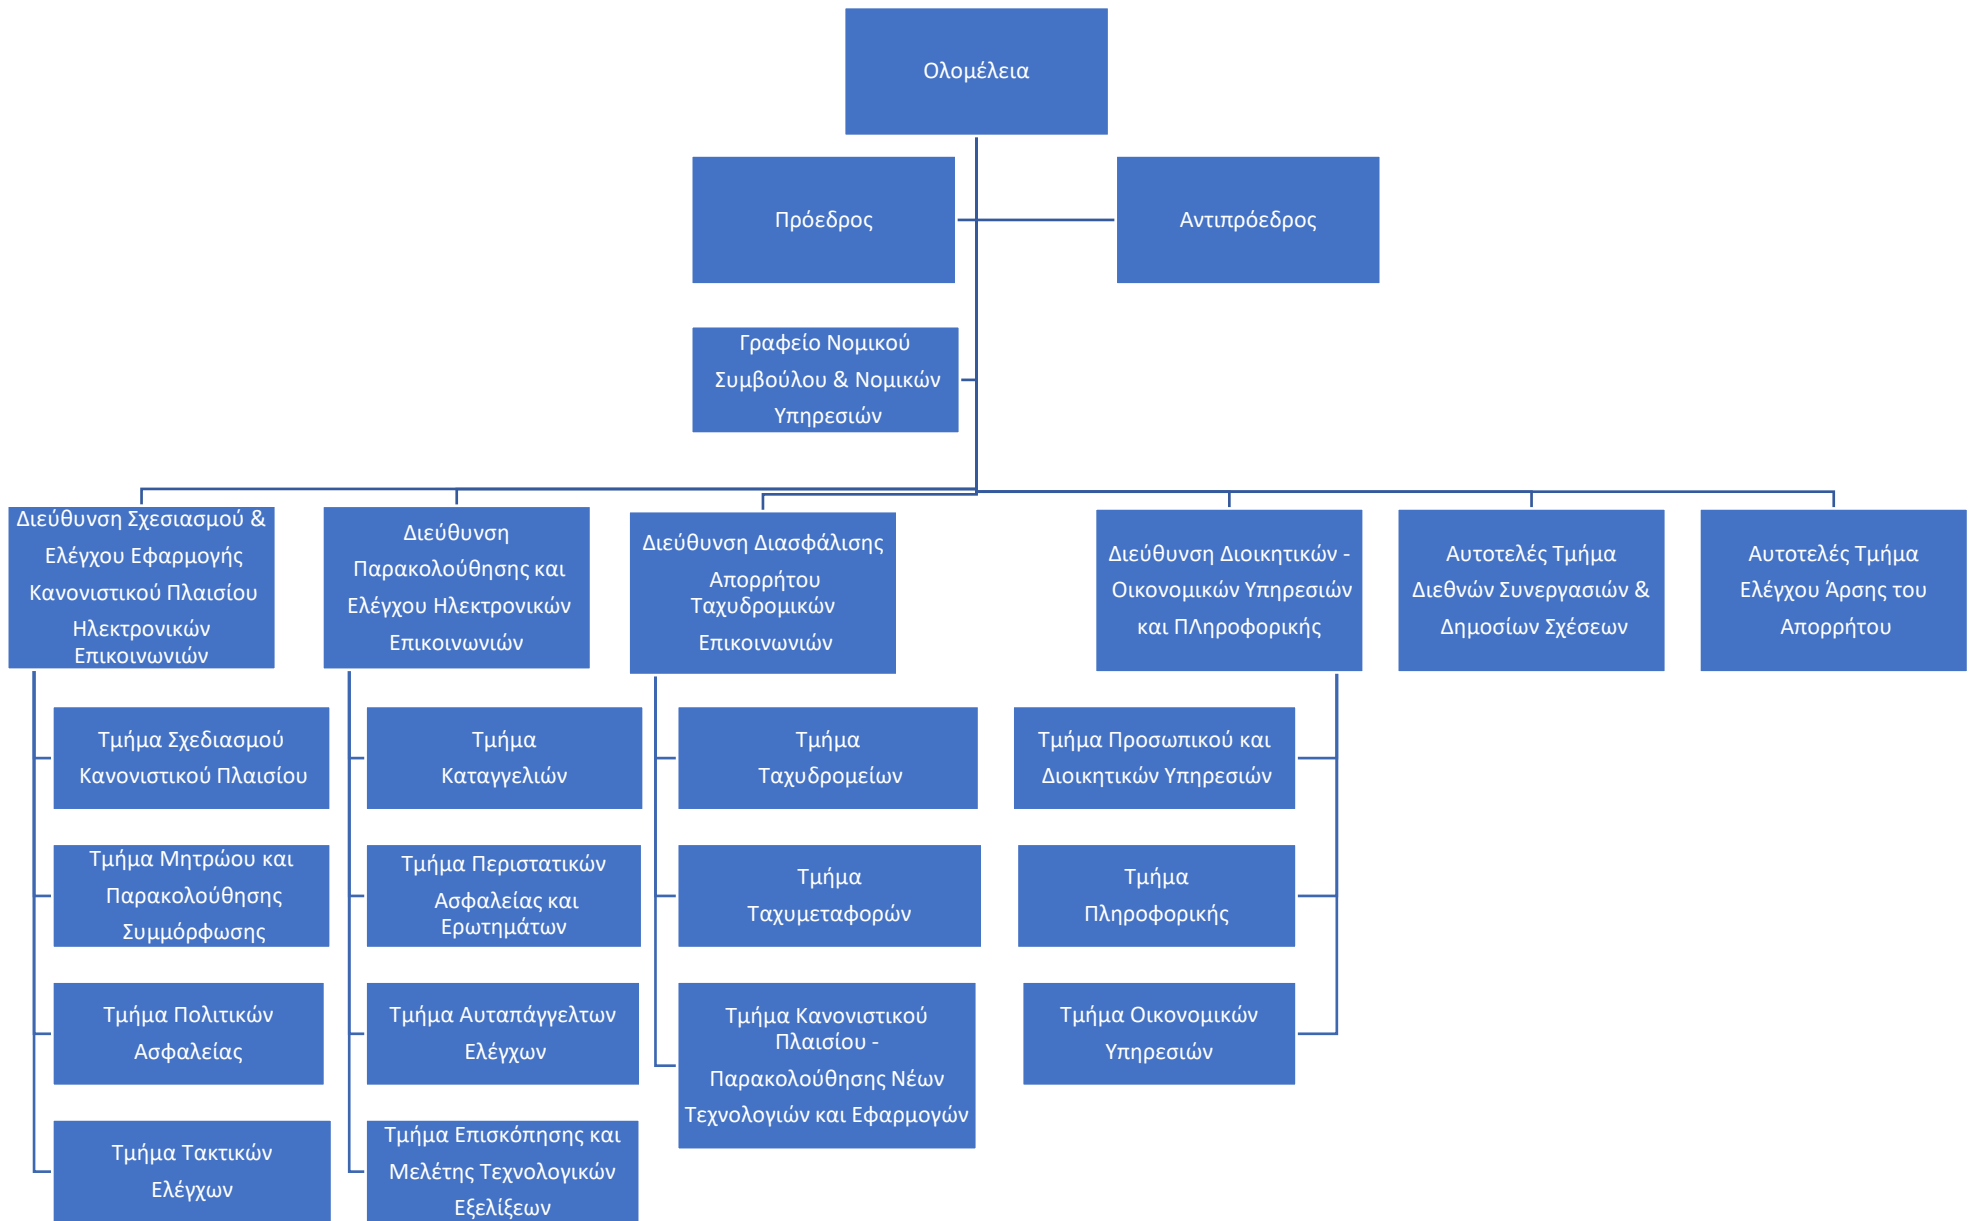 Ολομέλεια
Πρόεδρος
Αντιπρόεδρος
Γραφείο Νομικού
Συμβούλου & Νομικών
Υπηρεσιών
Διεύθυνση Σχεσιασμού &
Ελέγχου Εφαρμογής
Κανονιστικού Πλαισίου
Ηλεκτρονικών
Επικοινωνιών
Διεύθυνση
Παρακολούθησης και
Ελέγχου Ηλεκτρονικών
Επικοινωνιών
Διεύθυνση Διασφάλισης
Απορρήτου
Ταχυδρομικών
Επικοινωνιών
Διεύθυνση Διοικητικών -
Οικονομικών Υπηρεσιών
και ΠΛηροφορικής
Αυτοτελές Τμήμα
Διεθνών Συνεργασιών &
Δημοσίων Σχέσεων
Αυτοτελές Τμήμα
Ελέγχου Άρσης του
Απορρήτου
Τμήμα Σχεδιασμού
Κανονιστικού Πλαισίου
Τμήμα Μητρώου και
Παρακολούθησης
Συμμόρφωσης
Τμήμα Πολιτικών
Ασφαλείας
Τμήμα Τακτικών
Ελέγχων
Τμήμα
Καταγγελιών
Τμήμα Περιστατικών
Ασφαλείας και
Ερωτημάτων
Τμήμα Αυταπάγγελτων
Ελέγχων
Τμήμα Επισκόπησης και
Μελέτης Τεχνολογικών
Εξελίξεων
Τμήμα
Ταχυδρομείων
Τμήμα
Ταχυμεταφορών
Τμήμα Κανονιστικού
Πλαισίου -
Παρακολούθησης Νέων
Τεχνολογιών και Εφαρμογών
Τμήμα Προσωπικού και
Διοικητικών Υπηρεσιών
Τμήμα
Πληροφορικής
Τμήμα Οικονομικών
Υπηρεσιών